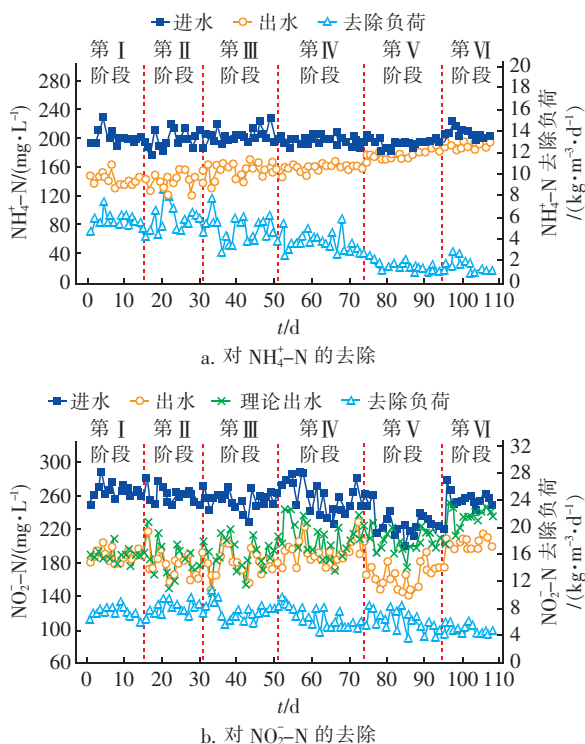 进水 出水 去除负荷
第Ⅰ阶段 第Ⅱ阶段 第Ⅲ阶段 第Ⅳ阶段 第Ⅴ阶段 第Ⅵ阶段
NH₄⁺-N/(mg·L⁻¹)
280
240
200
160
120
80
40
0
20
18
16
14
12
10
8
6
4
2
0
NH₄⁺-N 去除负荷
/(kg·m⁻³·d⁻¹)
0 10 20 30 40 50 60 70 80 90 100 110
t/d
a. 对 NH₄⁺-N 的去除
进水 出水 理论出水 去除负荷
第Ⅰ阶段 第Ⅱ阶段 第Ⅲ阶段 第Ⅳ阶段 第Ⅴ阶段 第Ⅵ阶段
NO₂⁻-N/(mg·L⁻¹)
300
260
220
180
140
100
60
32
28
24
20
16
12
8
4
0
NO₂⁻-N 去除负荷
/(kg·m⁻³·d⁻¹)
0 10 20 30 40 50 60 70 80 90 100 110
t/d
b. 对 NO₂⁻-N 的去除